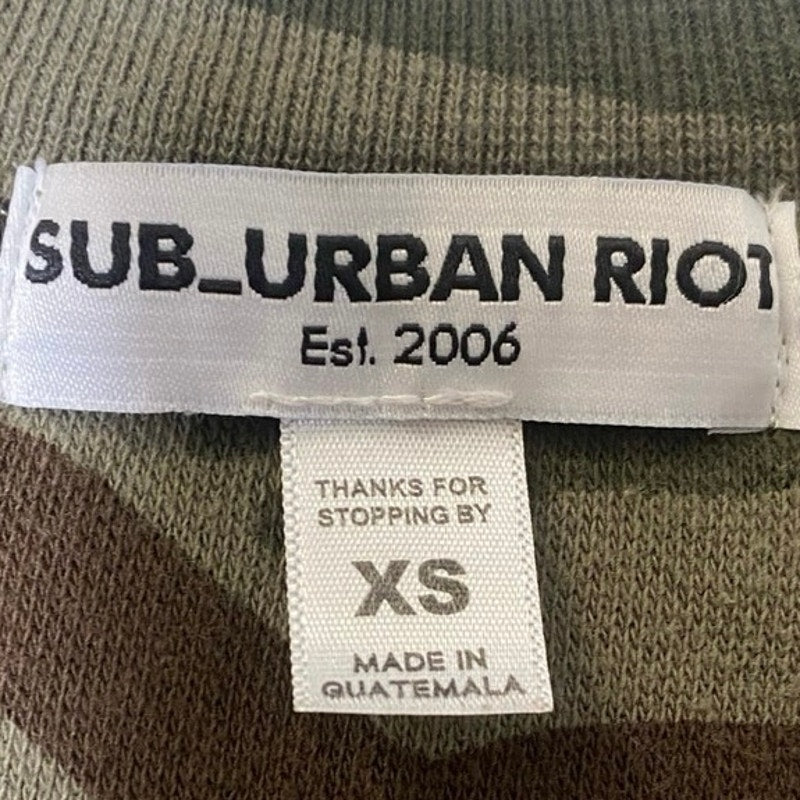 SUB_URBAN RIOT
Est. 2006
THANKS FOR
STOPPING BY
XS
MADE IN
GUATEMALA